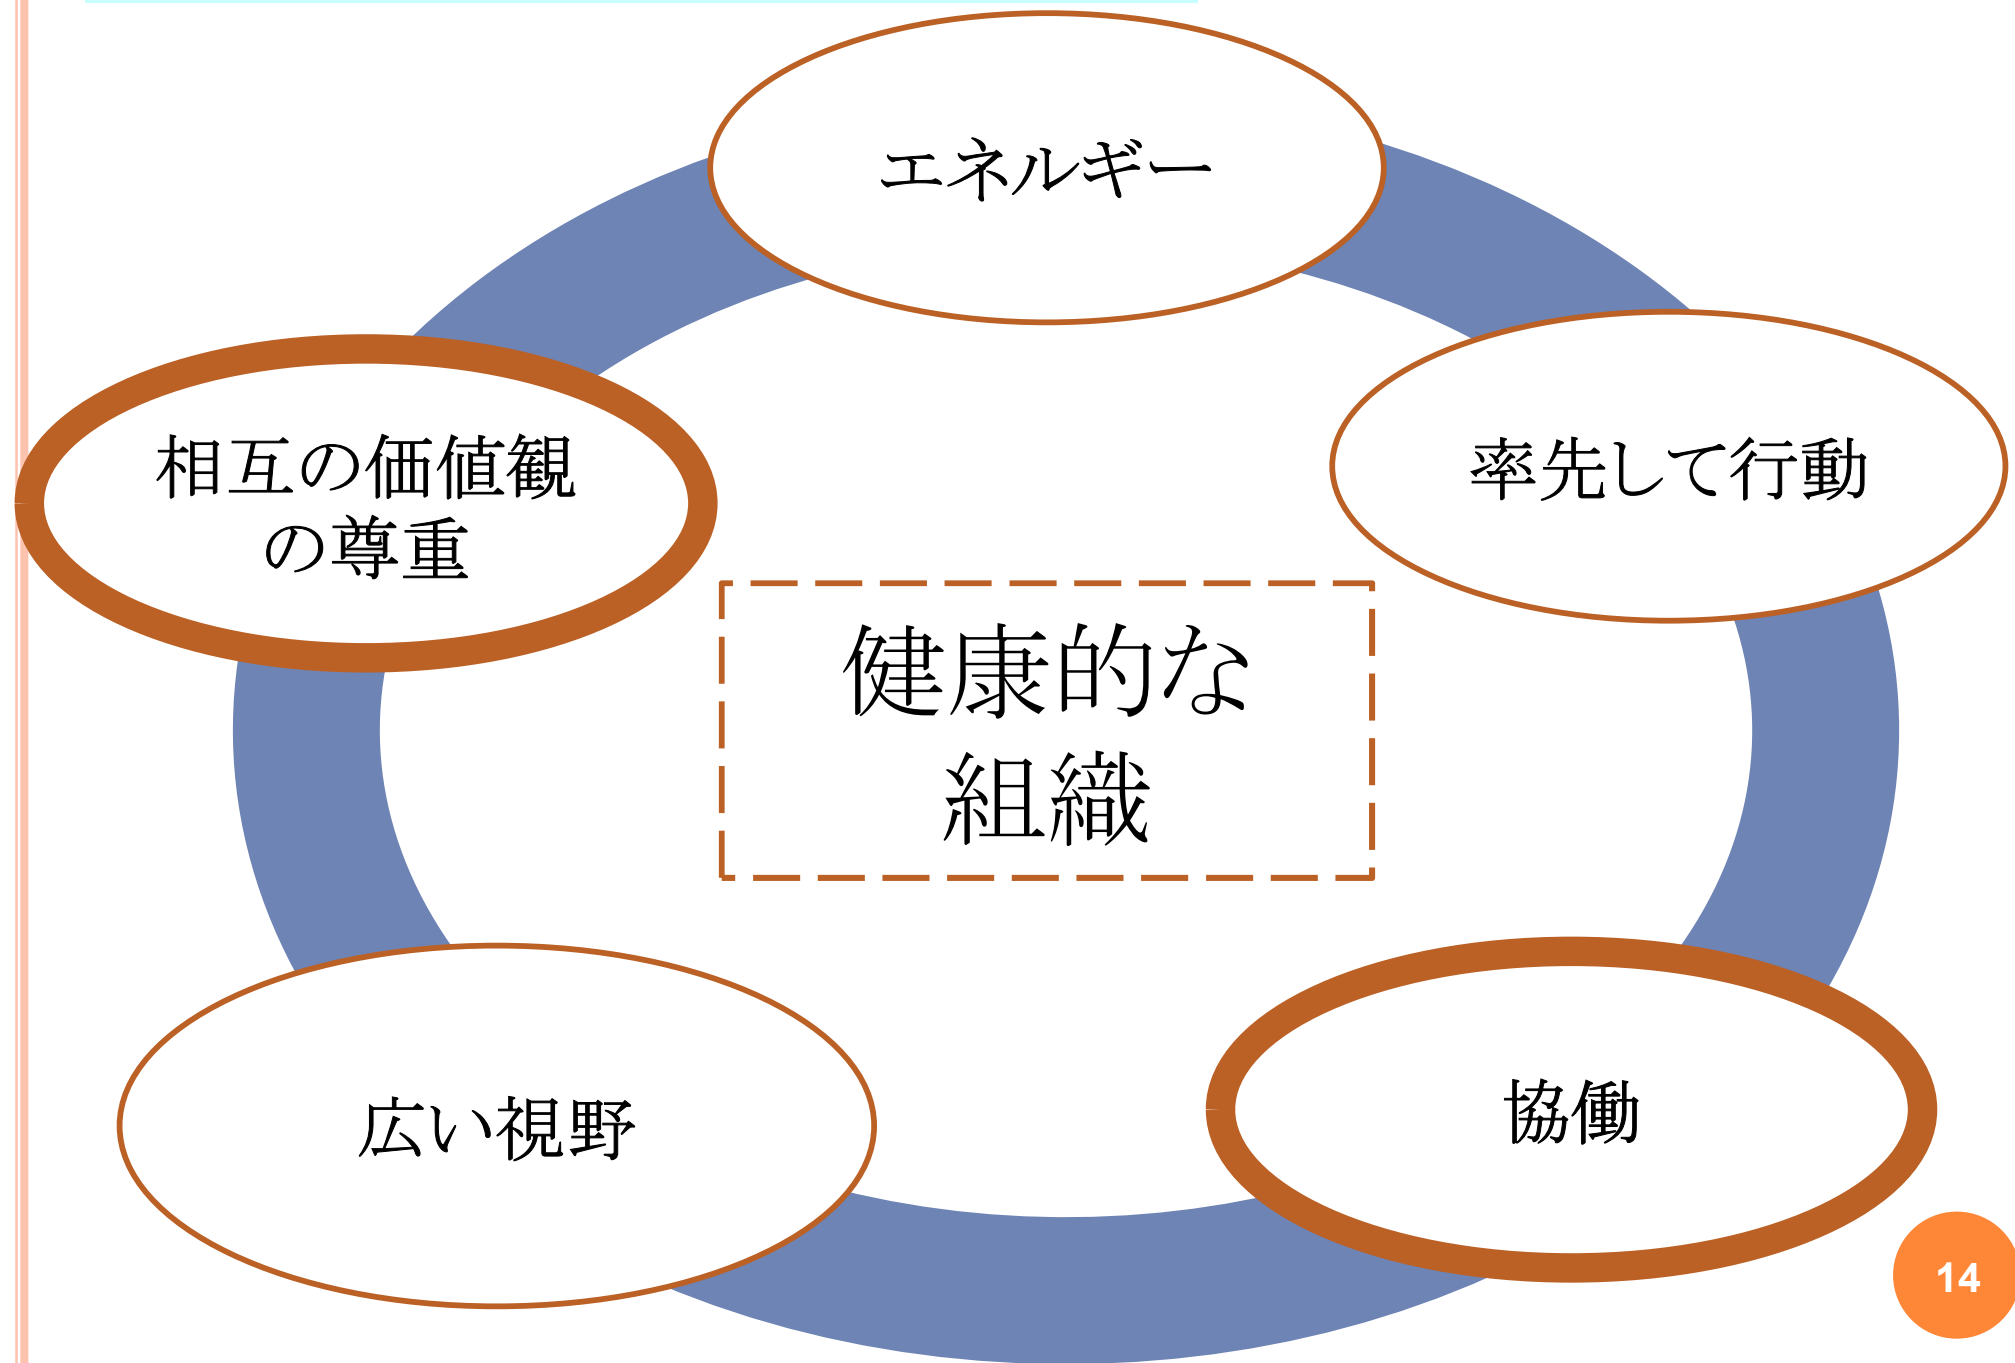 エネルギー
相互の価値観
の尊重
率先して行動
健康的な
組織
広い視野
協働
14